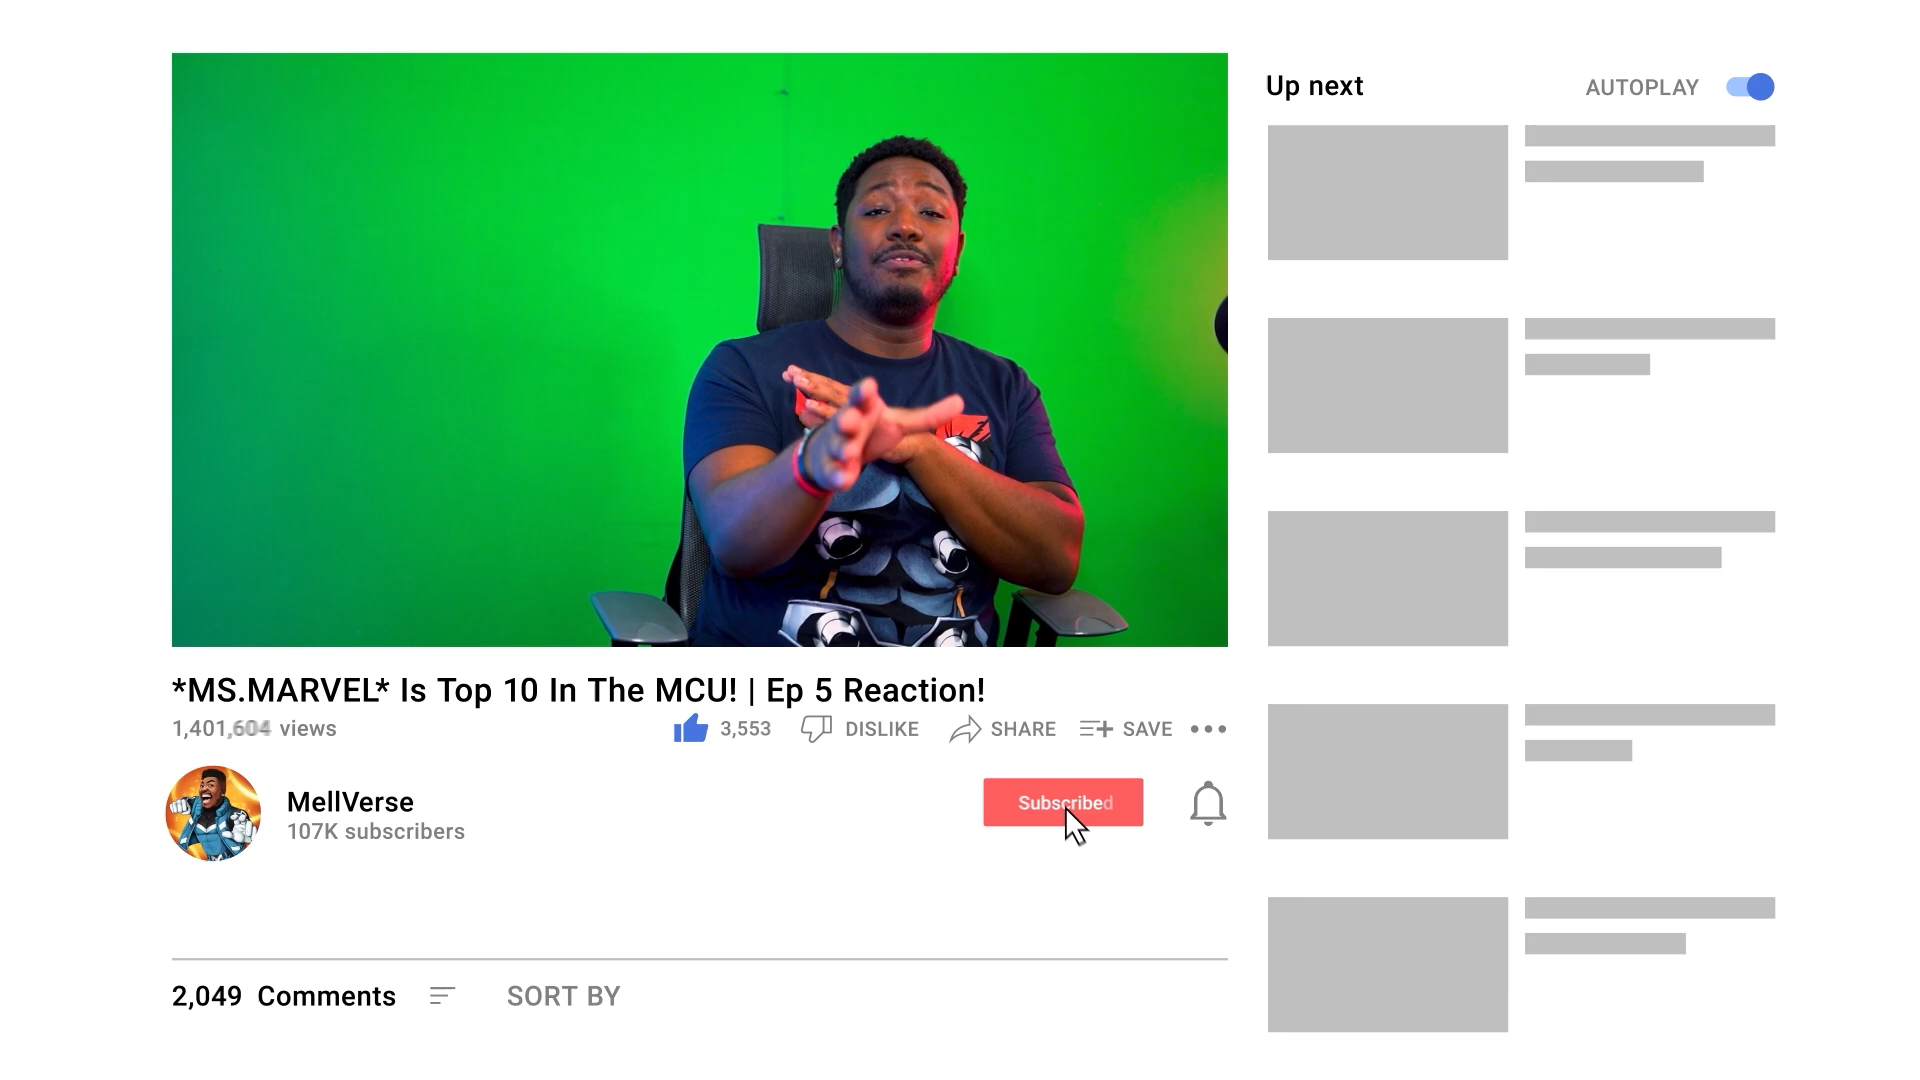 Up next
AUTOPLAY
*MS.MARVEL* Is Top 10 In The MCU! | Ep 5 Reaction!
1,401,604 views
3,553
DISLIKE
SHARE
SAVE
MellVerse
107K subscribers
Subscribed
2,049 Comments
SORT BY